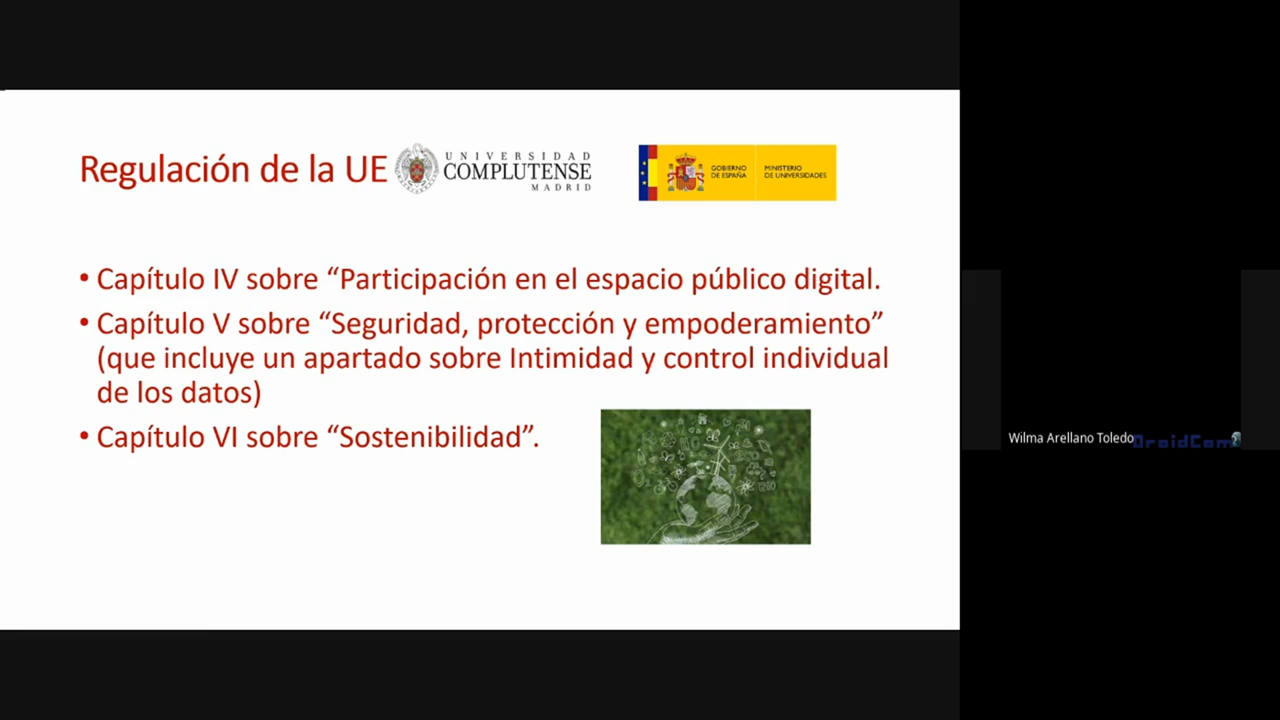 Regulación de la UE
UNIVERSIDAD
COMPLUTENSE
MADRID
GOBIERNO
DE ESPAÑA
MINISTERIO
DE UNIVERSIDADES
• Capítulo IV sobre “Participación en el espacio público digital.
• Capítulo V sobre “Seguridad, protección y empoderamiento”
(que incluye un apartado sobre Intimidad y control individual
de los datos)
• Capítulo VI sobre “Sostenibilidad”.
Wilma Arellano Toledo
DroidCam